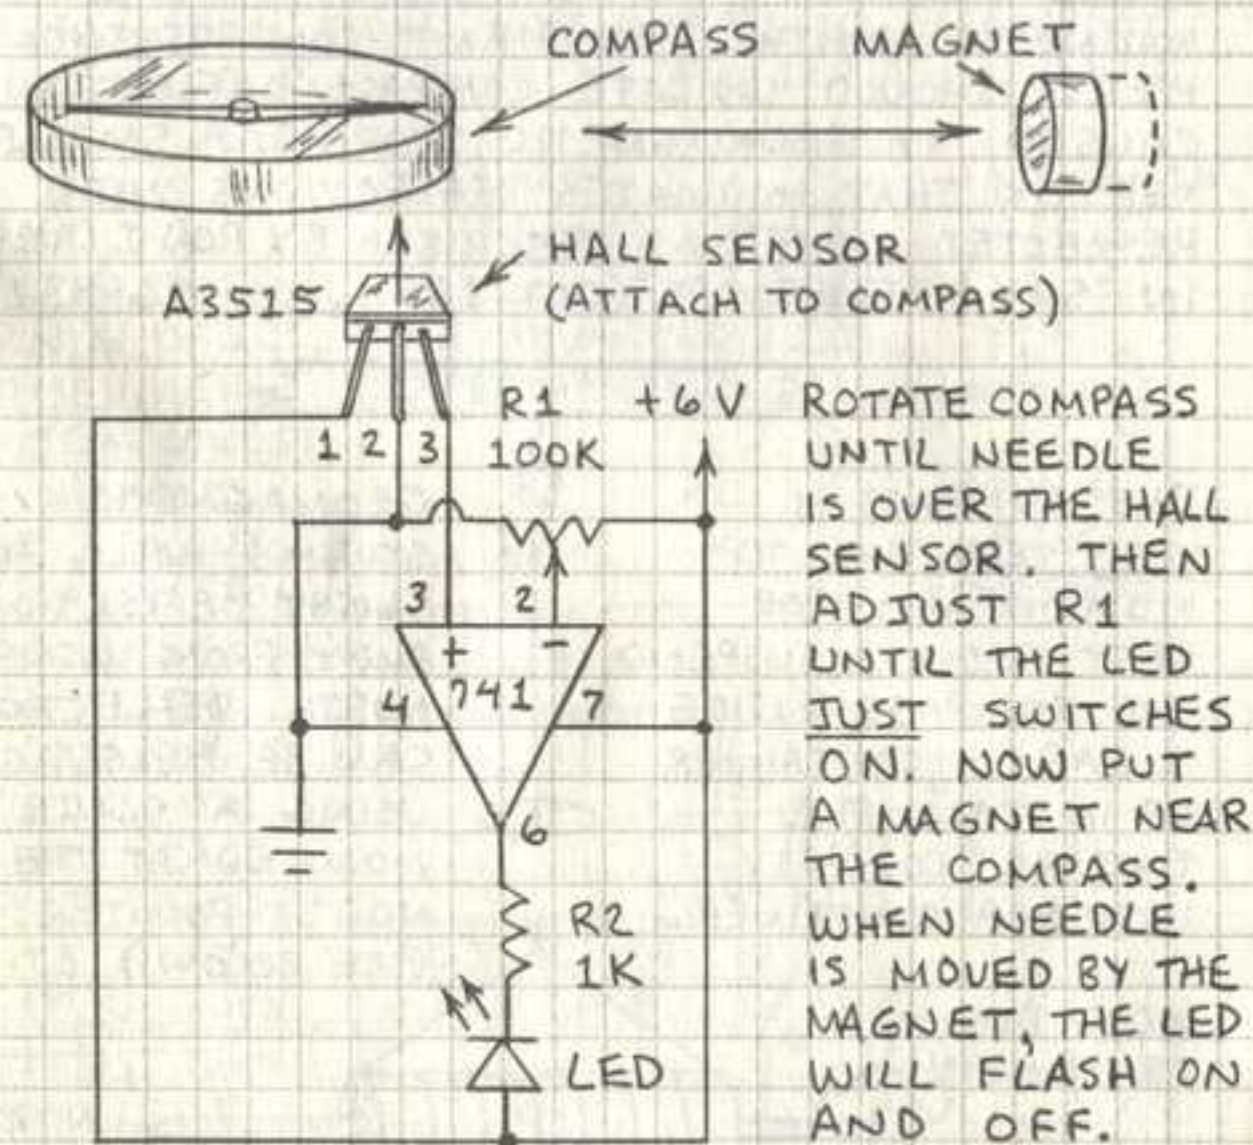 COMPASS MAGNET
HALL SENSOR
(ATTACH TO COMPASS)
A3515
1 2 3
R1
100K
+6V
3 2
+ −
741
4 7
6
R2
1K
LED
ROTATE COMPASS
UNTIL NEEDLE
IS OVER THE HALL
SENSOR. THEN
ADJUST R1
UNTIL THE LED
JUST SWITCHES
ON. NOW PUT
A MAGNET NEAR
THE COMPASS.
WHEN NEEDLE
IS MOVED BY THE
MAGNET, THE LED
WILL FLASH ON
AND OFF.